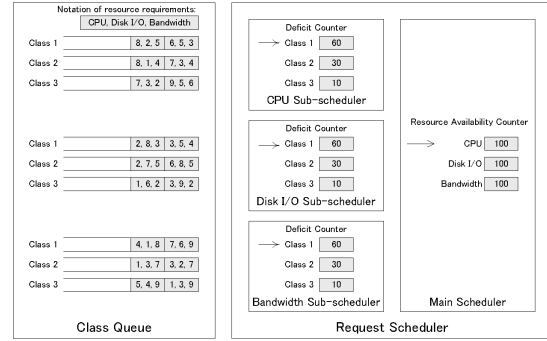 Notation of resource requirements:
CPU, Disk I/O, Bandwidth
Class 1 8, 2, 5 6, 5, 3
Class 2 8, 1, 4 7, 3, 4
Class 3 7, 3, 2 9, 5, 6
Class 1 2, 8, 3 3, 5, 4
Class 2 2, 7, 5 6, 8, 5
Class 3 1, 6, 2 3, 9, 2
Class 1 4, 1, 8 7, 6, 9
Class 2 1, 3, 7 3, 2, 7
Class 3 5, 4, 9 1, 3, 9
Class Queue
Deficit Counter
Class 1 60
Class 2 30
Class 3 10
CPU Sub-scheduler
Deficit Counter
Class 1 60
Class 2 30
Class 3 10
Disk I/O Sub-scheduler
Deficit Counter
Class 1 60
Class 2 30
Class 3 10
Bandwidth Sub-scheduler
Resource Availability Counter
CPU 100
Disk I/O 100
Bandwidth 100
Main Scheduler
Request Scheduler